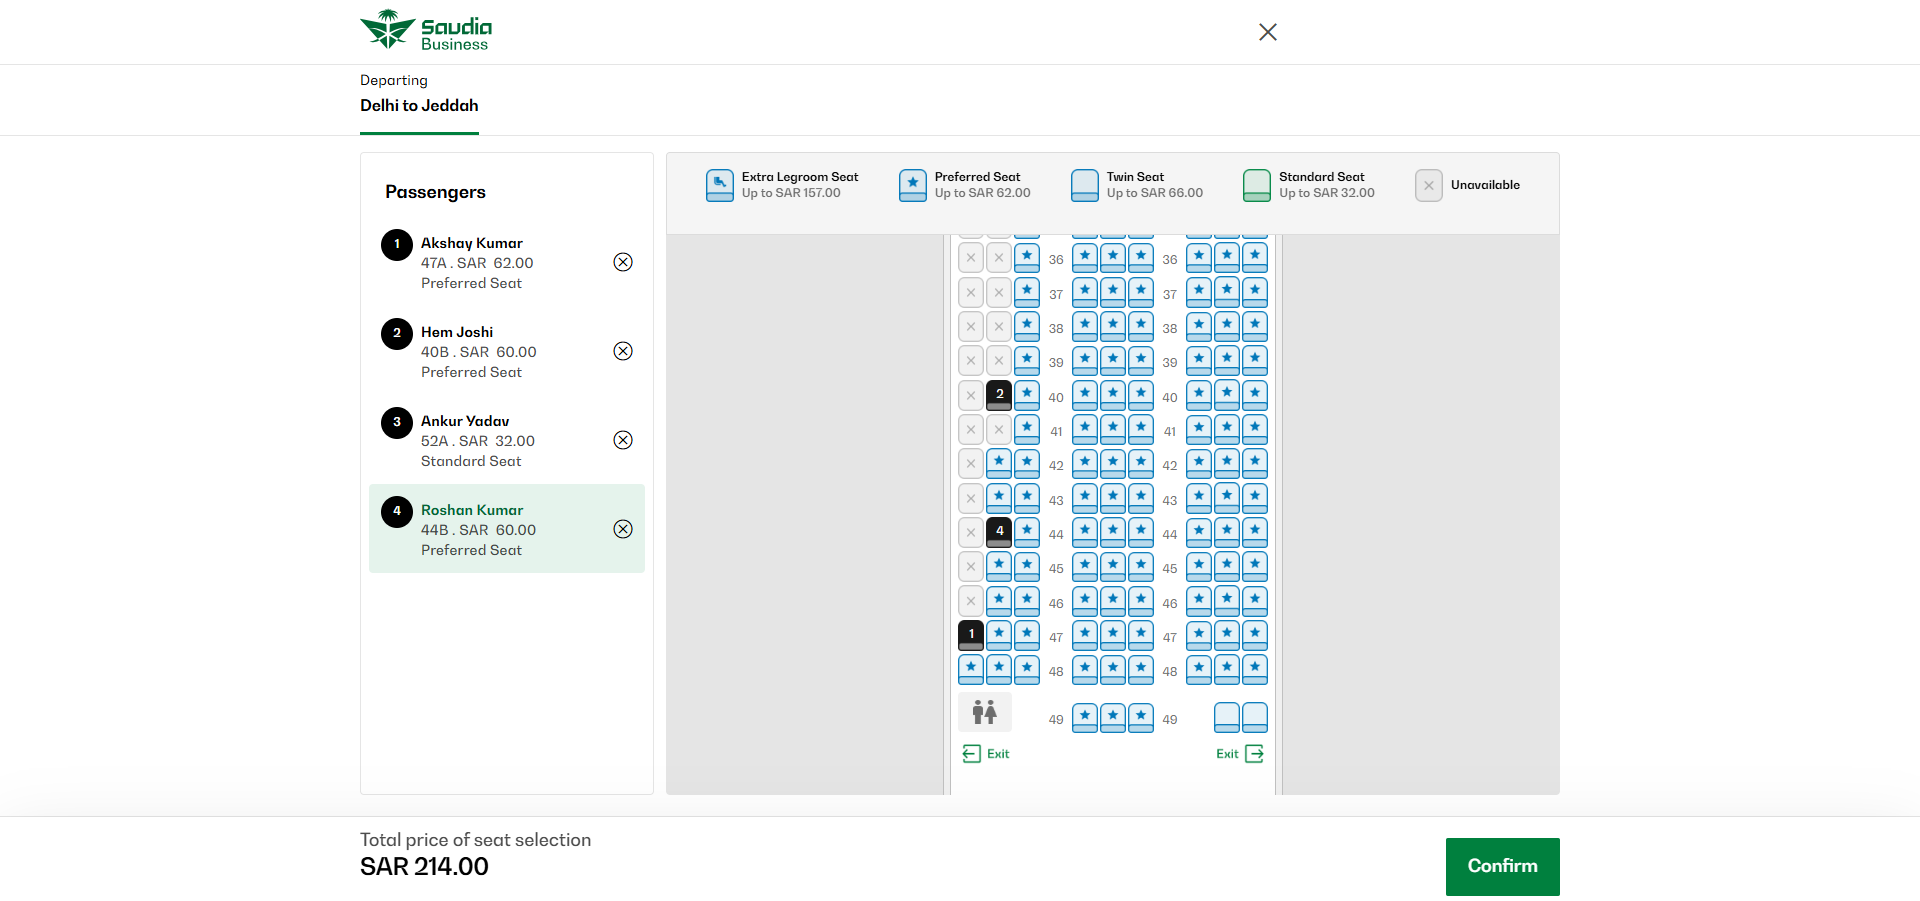 Saudia
Business
Departing
Delhi to Jeddah
Passengers
1
Akshay Kumar
47A . SAR 62.00
Preferred Seat
2
Hem Joshi
40B . SAR 60.00
Preferred Seat
3
Ankur Yadav
52A . SAR 32.00
Standard Seat
4
Roshan Kumar
44B . SAR 60.00
Preferred Seat
Extra Legroom Seat
Up to SAR 157.00
Preferred Seat
Up to SAR 62.00
Twin Seat
Up to SAR 66.00
Standard Seat
Up to SAR 32.00
Unavailable
36 36
37 37
38 38
39 39
2 40 40
41 41
42 42
43 43
4 44 44
45 45
46 46
1 47 47
48 48
49 49
Exit Exit
Total price of seat selection
SAR 214.00
Confirm